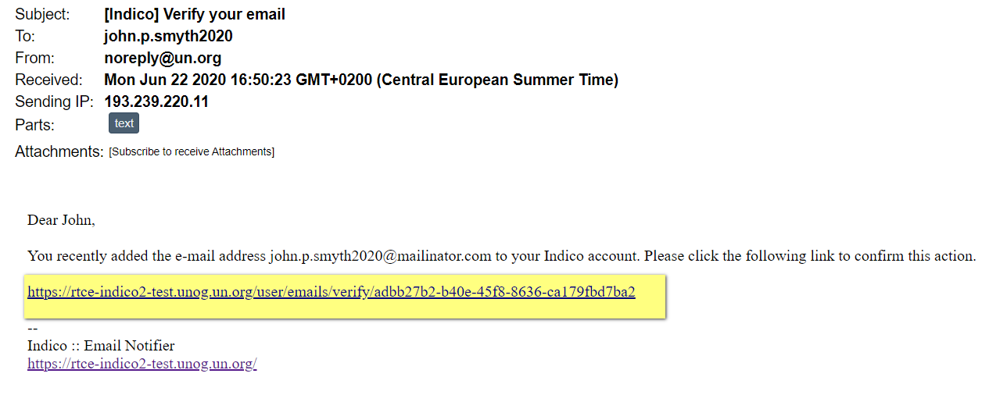 Subject: [Indico] Verify your email
To: john.p.smyth2020
From: noreply@un.org
Received: Mon Jun 22 2020 16:50:23 GMT+0200 (Central European Summer Time)
Sending IP: 193.239.220.11
Parts: text
Attachments: [Subscribe to receive Attachments]
Dear John,
You recently added the e-mail address john.p.smyth2020@mailinator.com to your Indico account. Please click the following link to confirm this action.
https://rtce-indico2-test.unog.un.org/user/emails/verify/adbb27b2-b40e-45f8-8636-ca179fbd7ba2
--
Indico :: Email Notifier
https://rtce-indico2-test.unog.un.org/